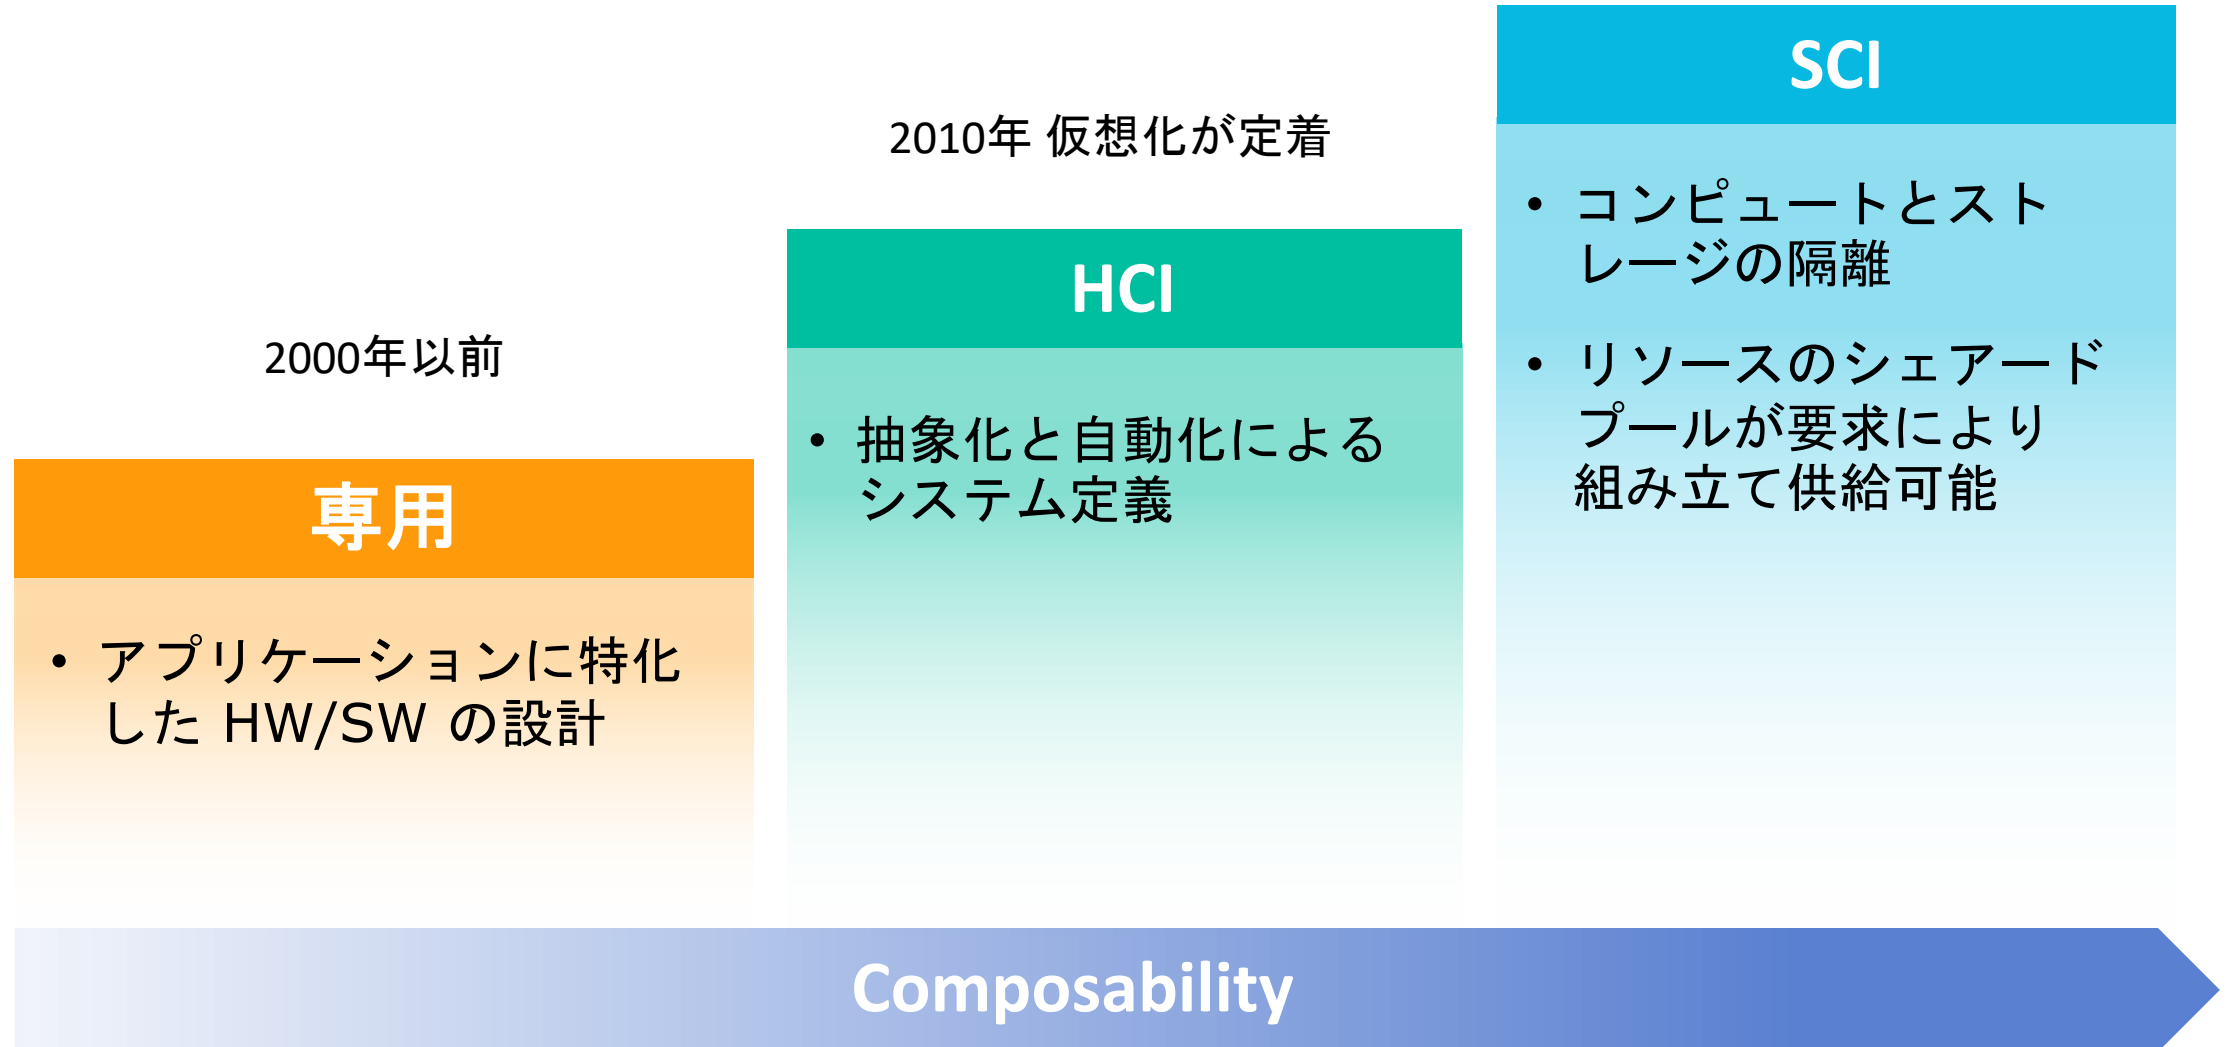 2000年以前
専用
• アプリケーションに特化
した HW/SW の設計
2010年 仮想化が定着
HCI
• 抽象化と自動化による
システム定義
SCI
• コンピュートとスト
レージの隔離
• リソースのシェアード
プールが要求により
組み立て供給可能
Composability